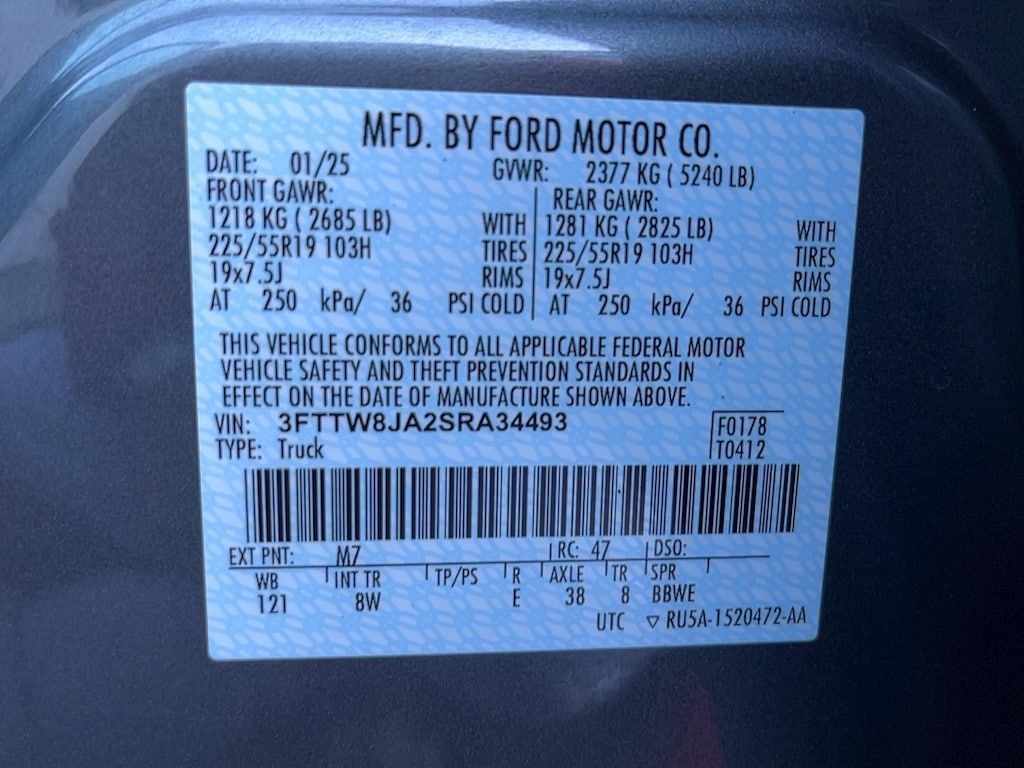 MFD. BY FORD MOTOR CO.
DATE: 01/25 GVWR: 2377 KG ( 5240 LB)
FRONT GAWR: REAR GAWR:
1218 KG ( 2685 LB) WITH 1281 KG ( 2825 LB) WITH
225/55R19 103H TIRES 225/55R19 103H TIRES
19x7.5J RIMS 19x7.5J RIMS
AT 250 kPa/ 36 PSI COLD AT 250 kPa/ 36 PSI COLD
THIS VEHICLE CONFORMS TO ALL APPLICABLE FEDERAL MOTOR
VEHICLE SAFETY AND THEFT PREVENTION STANDARDS IN
EFFECT ON THE DATE OF MANUFACTURE SHOWN ABOVE.
VIN: 3FTTW8JA2SRA34493 F0178
TYPE: Truck T0412
EXT PNT: M7 RC: 47 DSO:
WB INT TR TP/PS R AXLE TR SPR
121 8W E 38 8 BBWE
UTC ▽ RU5A-1520472-AA